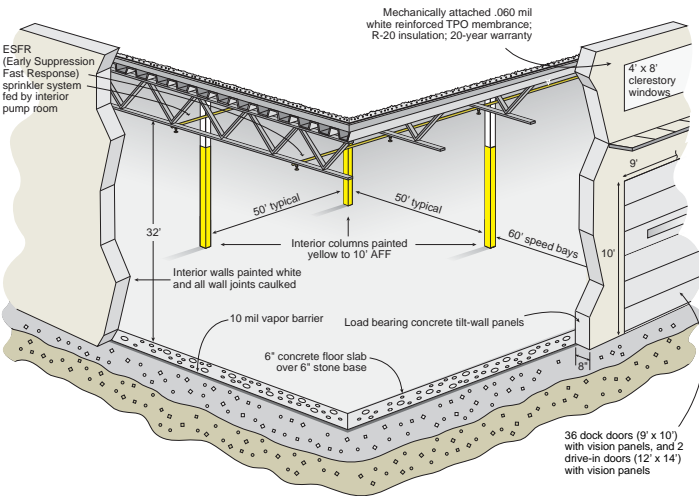 Mechanically attached .060 mil
white reinforced TPO membrance;
R-20 insulation; 20-year warranty
ESFR
(Early Suppression
Fast Response)
sprinkler system
fed by interior
pump room
4' x 8'
clerestory
windows
9'
50' typical
50' typical
32'
60' speed bays
10'
Interior columns painted
yellow to 10' AFF
Interior walls painted white
and all wall joints caulked
10 mil vapor barrier
Load bearing concrete tilt-wall panels
6" concrete floor slab
over 6" stone base
8"
36 dock doors (9' x 10')
with vision panels, and 2
drive-in doors (12' x 14')
with vision panels